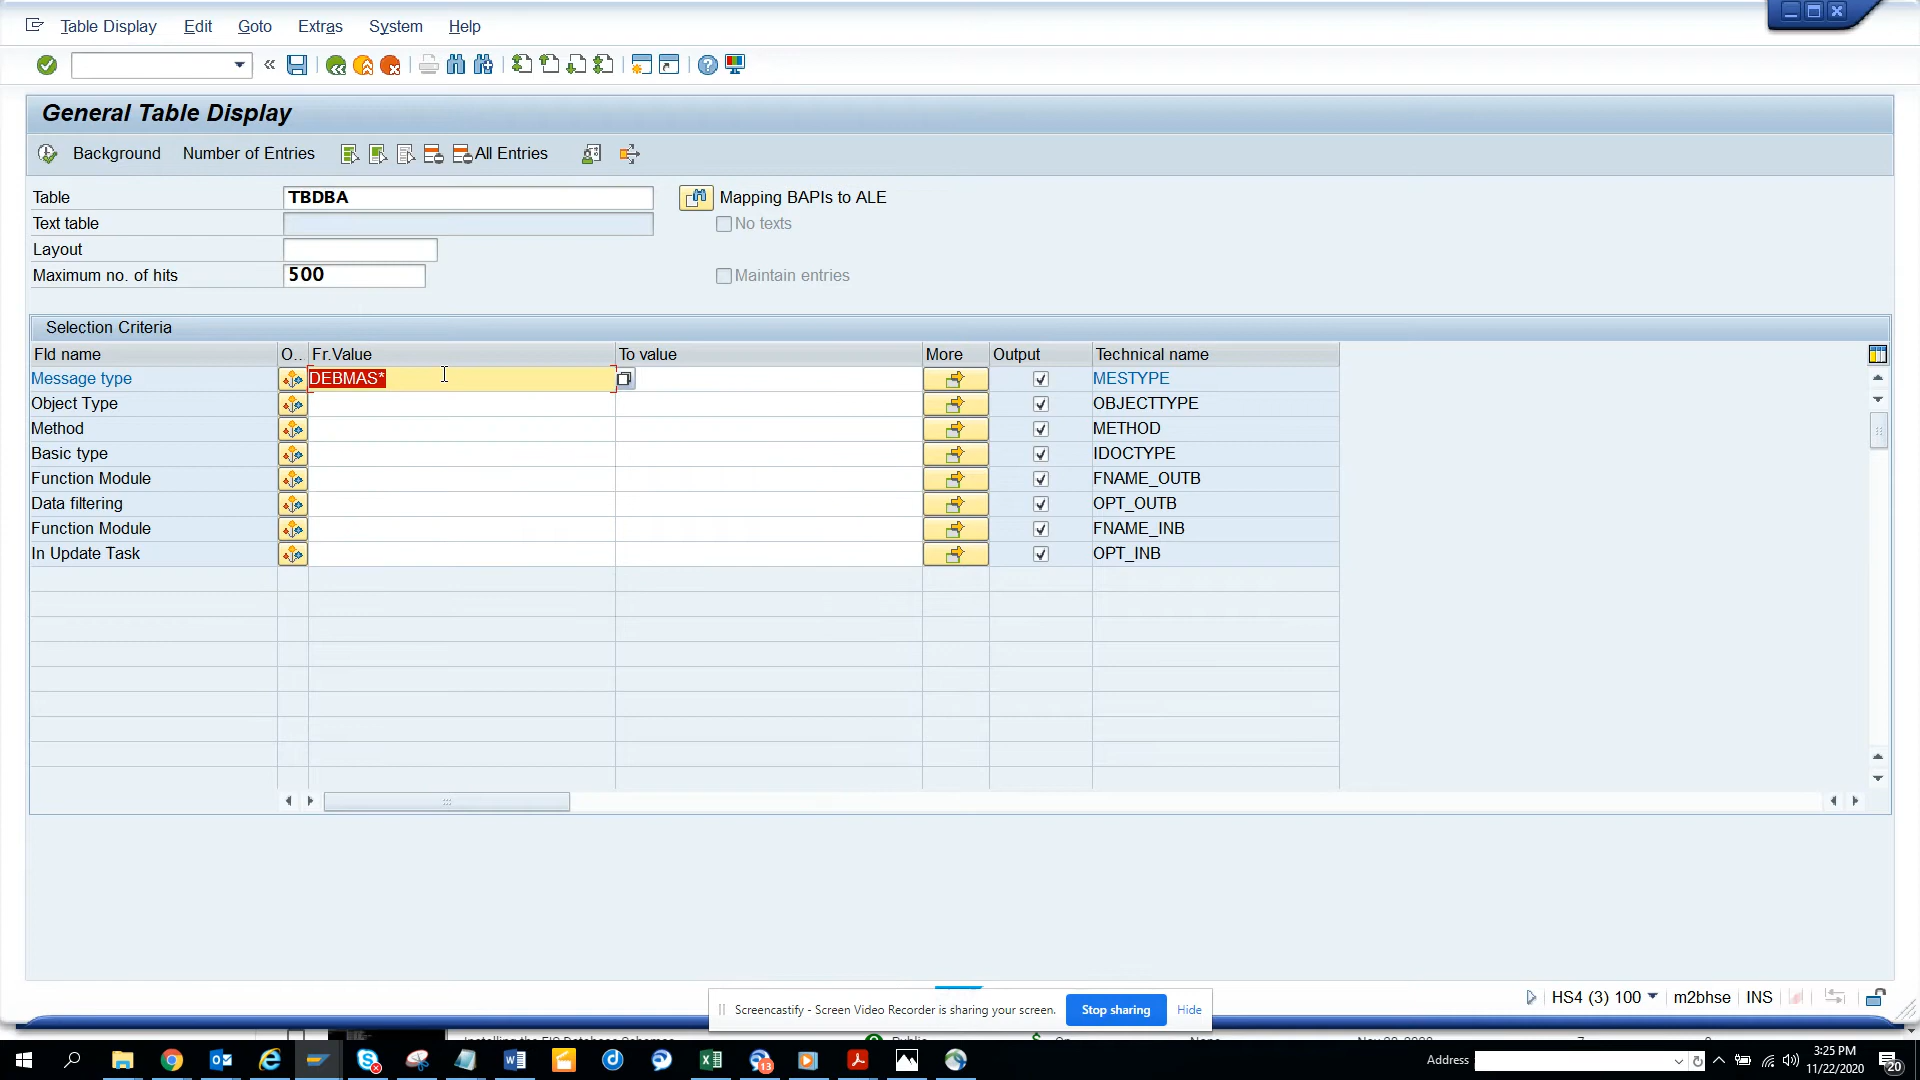 Table Display Edit Goto Extras System Help
General Table Display
Background Number of Entries All Entries
Table TBDBA Mapping BAPIs to ALE
Text table No texts
Layout
Maximum no. of hits 500 Maintain entries
Selection Criteria
Fld name O.. Fr.Value To value More Output Technical name
Message type DEBMAS* MESTYPE
Object Type OBJECTTYPE
Method METHOD
Basic type IDOCTYPE
Function Module FNAME_OUTB
Data filtering OPT_OUTB
Function Module FNAME_INB
In Update Task OPT_INB
HS4 (3) 100 m2bhse INS
Screencastify - Screen Video Recorder is sharing your screen. Stop sharing Hide
Address
3:25 PM
11/22/2020
13
20